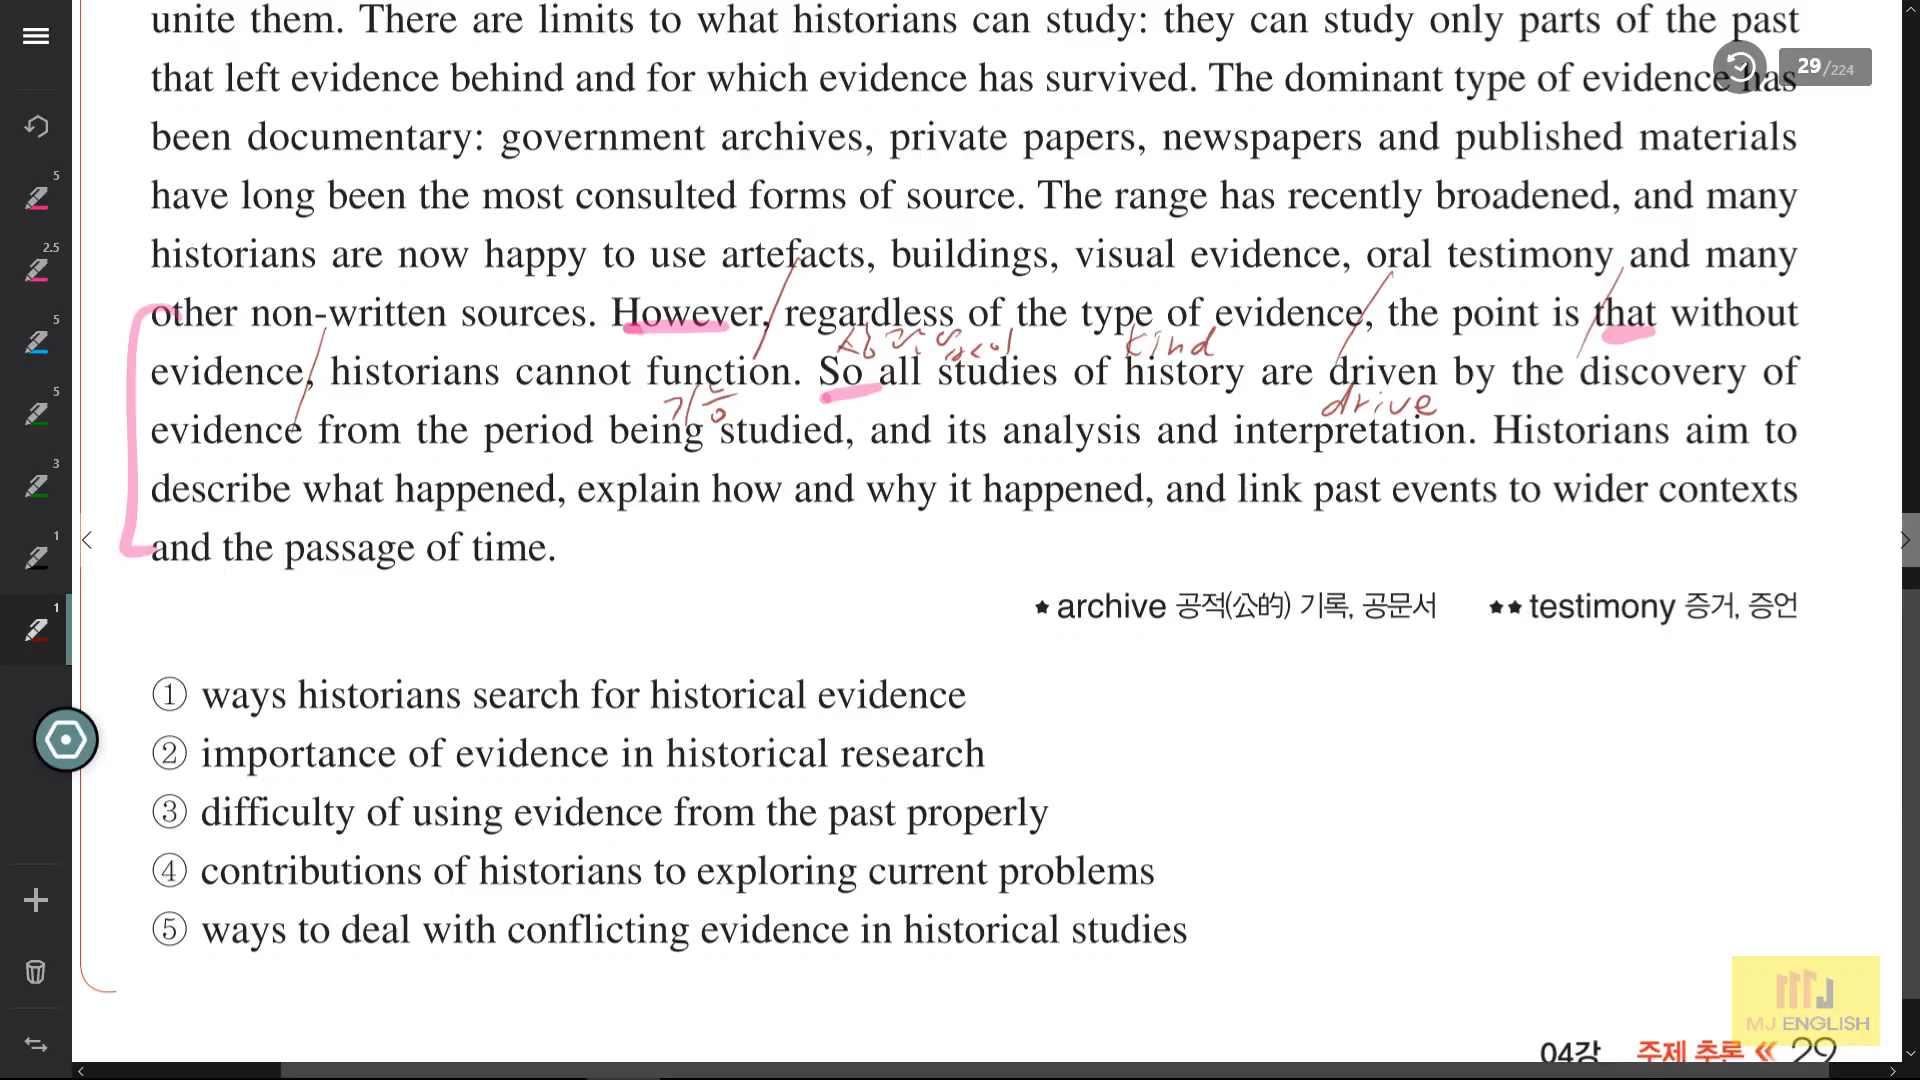 unite them. There are limits to what historians can study: they can study only parts of the past
29/224
that left evidence behind and for which evidence has survived. The dominant type of evidence has
been documentary: government archives, private papers, newspapers and published materials
5
have long been the most consulted forms of source. The range has recently broadened, and many
2.5
historians are now happy to use artefacts, buildings, visual evidence, oral testimony and many
5
other non-written sources. However, regardless of the type of evidence, the point is that without
kind
evidence, historians cannot function. So all studies of history are driven by the discovery of
5
기능
drive
evidence from the period being studied, and its analysis and interpretation. Historians aim to
3
describe what happened, explain how and why it happened, and link past events to wider contexts
1
and the passage of time.
1
★ archive 공적(公的) 기록, 공문서 ★★ testimony 증거, 증언
① ways historians search for historical evidence
② importance of evidence in historical research
③ difficulty of using evidence from the past properly
④ contributions of historians to exploring current problems
⑤ ways to deal with conflicting evidence in historical studies
MJ ENGLISH
04강 주제 추론 « 29